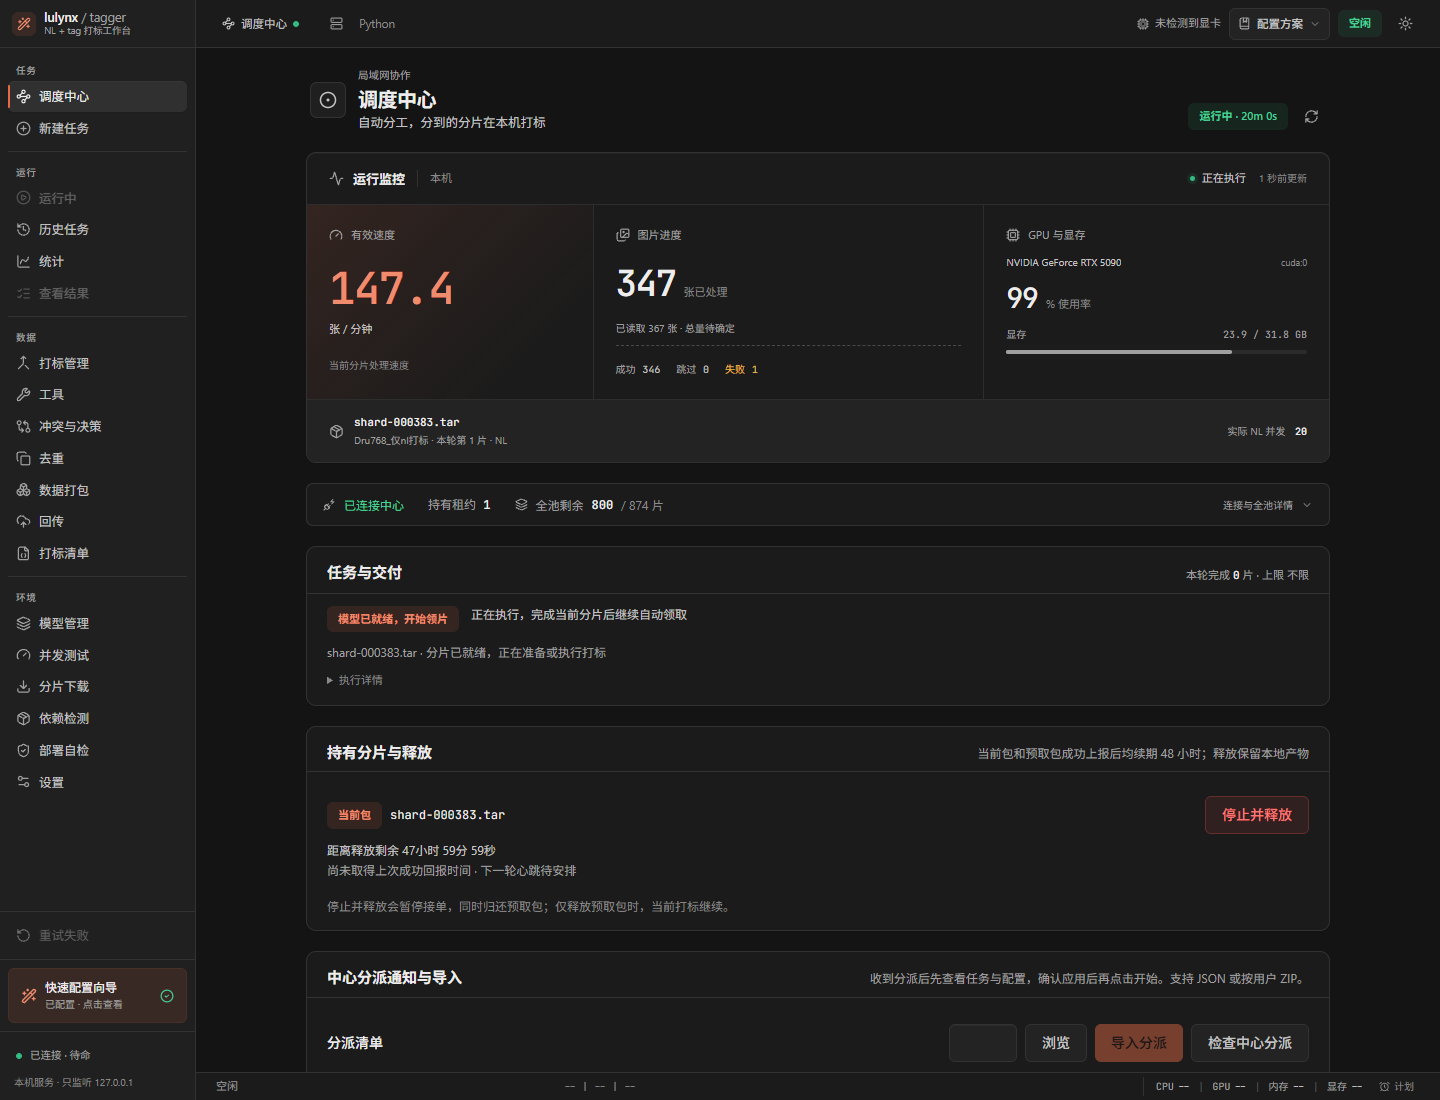 lulynx / tagger
NL + tag 打标工作台
任务
调度中心
新建任务
运行
运行中
历史任务
统计
查看结果
数据
打标管理
工具
冲突与决策
去重
数据打包
回传
打标清单
环境
模型管理
并发测试
分片下载
依赖检测
部署自检
设置
重试失败
快速配置向导
已配置 · 点击查看
已连接 · 待命
本机服务 · 只监听 127.0.0.1
调度中心
Python
未检测到显卡
配置方案
空闲
局域网协作
调度中心
自动分工，分到的分片在本机打标
运行中 · 20m 0s
运行监控
本机
正在执行
1 秒前更新
有效速度
147.4
张 / 分钟
当前分片处理速度
图片进度
347 张已处理
已读取 367 张 · 总量待确定
成功 346 跳过 0 失败 1
GPU 与显存
NVIDIA GeForce RTX 5090 cuda:0
99 % 使用率
显存 23.9 / 31.8 GB
shard-000383.tar
Dru768_仅nl打标 · 本轮第 1 片 · NL
实际 NL 并发 20
已连接中心 持有租约 1 全池剩余 800 / 874 片
连接与全池详情
任务与交付
本轮完成 0 片 · 上限 不限
模型已就绪，开始领片 正在执行，完成当前分片后继续自动领取
shard-000383.tar · 分片已就绪，正在准备或执行打标
执行详情
持有分片与释放
当前包和预取包成功上报后均续期 48 小时；释放保留本地产物
当前包 shard-000383.tar
停止并释放
距离释放剩余 47小时 59分 59秒
尚未取得上次成功回报时间 · 下一轮心跳待安排
停止并释放会暂停接单，同时归还预取包；仅释放预取包时，当前打标继续。
中心分派通知与导入
收到分派后先查看任务与配置，确认应用后再点击开始。支持 JSON 或按用户 ZIP。
分派清单
浏览
导入分派
检查中心分派
空闲
-- | -- | --
CPU -- | GPU -- | 内存 -- | 显存 -- 计划